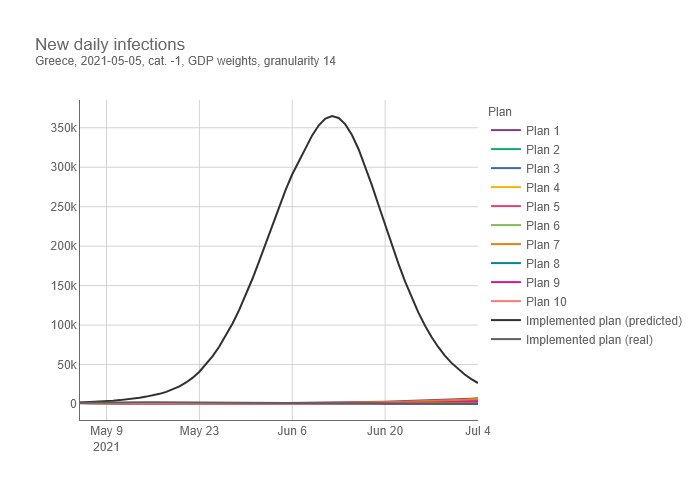 New daily infections
Greece, 2021-05-05, cat. -1, GDP weights, granularity 14
Plan
350k
300k
250k
200k
150k
100k
50k
0
May 9
2021
May 23
Jun 6
Jun 20
Jul 4
Plan 1
Plan 2
Plan 3
Plan 4
Plan 5
Plan 6
Plan 7
Plan 8
Plan 9
Plan 10
Implemented plan (predicted)
Implemented plan (real)